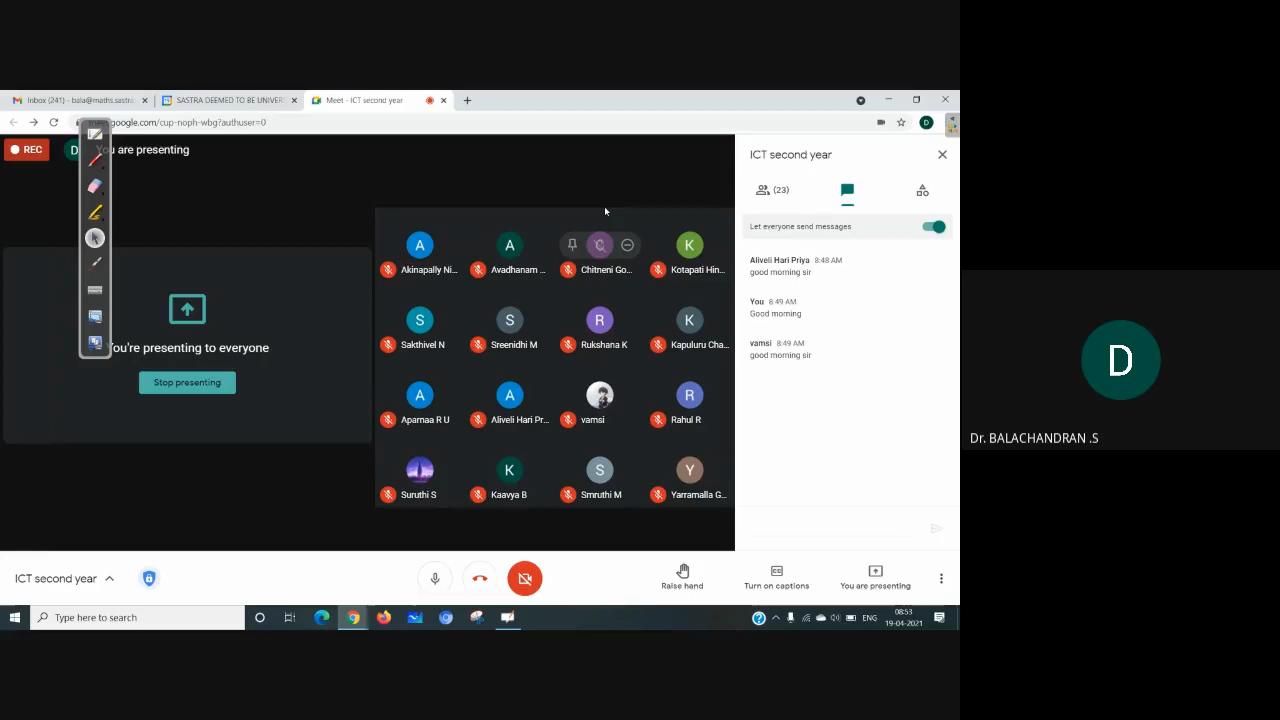 Inbox (241) - bala@maths.sastra.
SASTRA DEEMED TO BE UNIVER
Meet - ICT second year
meet.google.com/cup-noph-wbg?authuser=0
D
REC
D
You are presenting
ICT second year
(23)
Let everyone send messages
A
A
K
Akinapally Ni...
Avadhanam ...
Chitneni Go...
Kotapati Hin...
Aliveli Hari Priya 8:48 AM
good morning sir
You 8:49 AM
Good morning
vamsi 8:49 AM
good morning sir
S
S
R
K
Sakthivel N
Sreenidhi M
Rukshana K
Kapuluru Cha...
You're presenting to everyone
Stop presenting
A
A
R
Aparnaa R U
Aliveli Hari Pr...
vamsi
Rahul R
K
S
Y
Suruthi S
Kaavya B
Smruthi M
Yarramalla G...
D
Dr. BALACHANDRAN .S
ICT second year
Raise hand
Turn on captions
You are presenting
Type here to search
ENG
08:53
19-04-2021